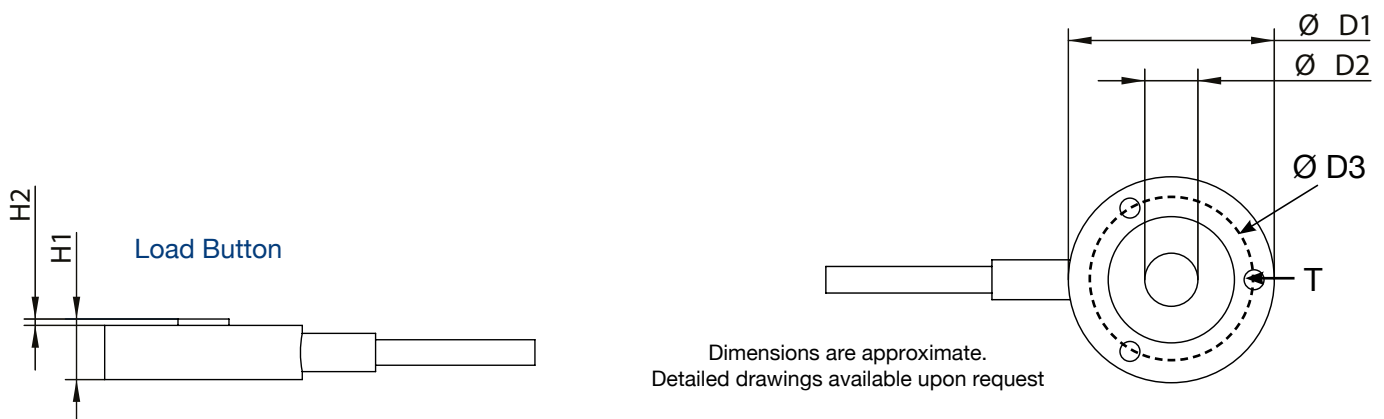 H2
H1
Load Button
Ø D1
Ø D2
Ø D3
T
Dimensions are approximate.
Detailed drawings available upon request